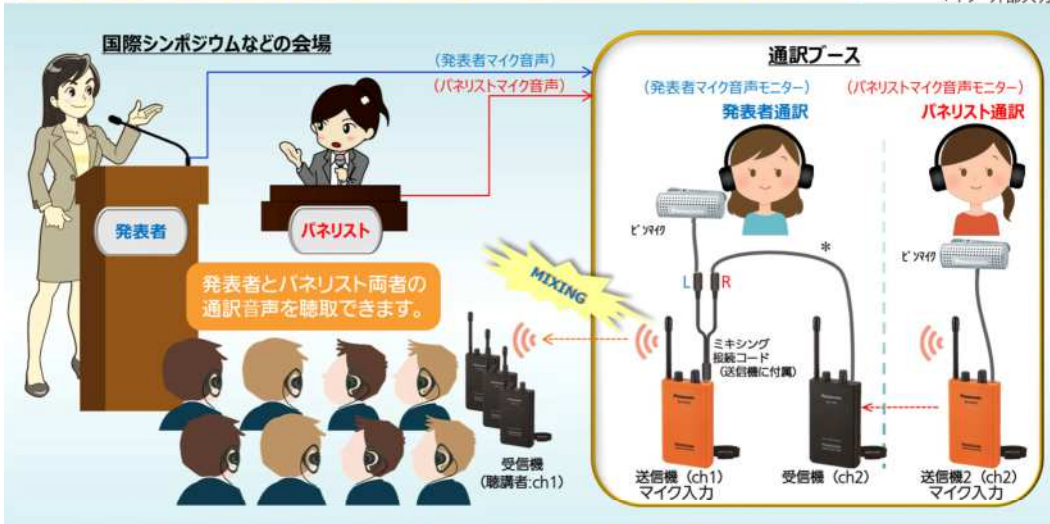 国際シンポジウムなどの会場
(発表者マイク音声)
(パネリストマイク音声)
発表者
パネリスト
発表者とパネリスト両者の
通訳音声を聴取できます。
MIXING
受信機
(聴講者:ch1)
通訳ブース
(発表者マイク音声モニター)
発表者通訳
(パネリストマイク音声モニター)
パネリスト通訳
ピンマイク
ピンマイク
*
L
R
ミキシング
接続コード
(送信機に付属)
Panasonic
Panasonic
Panasonic
送信機 (ch1)
マイク入力
受信機 (ch2)
送信機2 (ch2)
マイク入力